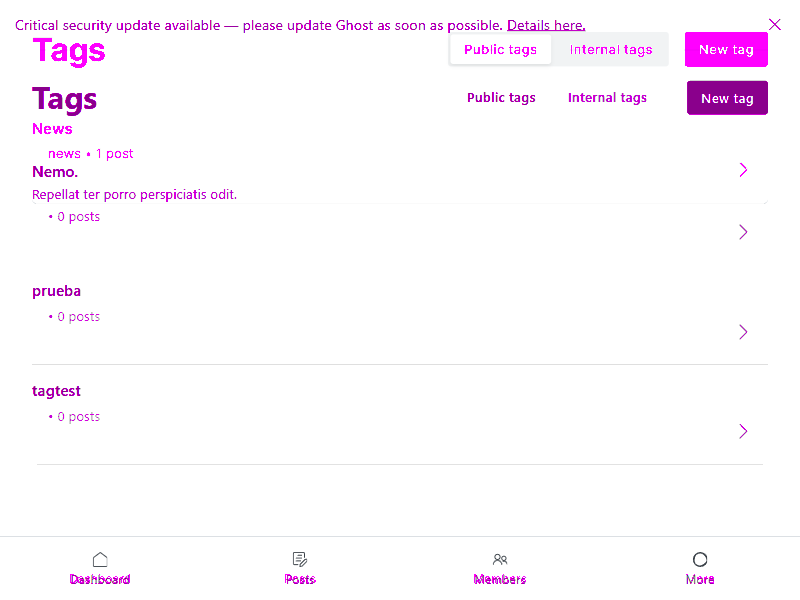 Critical security update available — please update Ghost as soon as possible. Details here.
Tags Public tags Internal tags New tag
Tags Public tags Internal tags New tag
News
news • 1 post
Nemo.
Repellat ter porro perspiciatis odit.
• 0 posts
prueba
• 0 posts
tagtest
• 0 posts
Dashboard Posts Members More